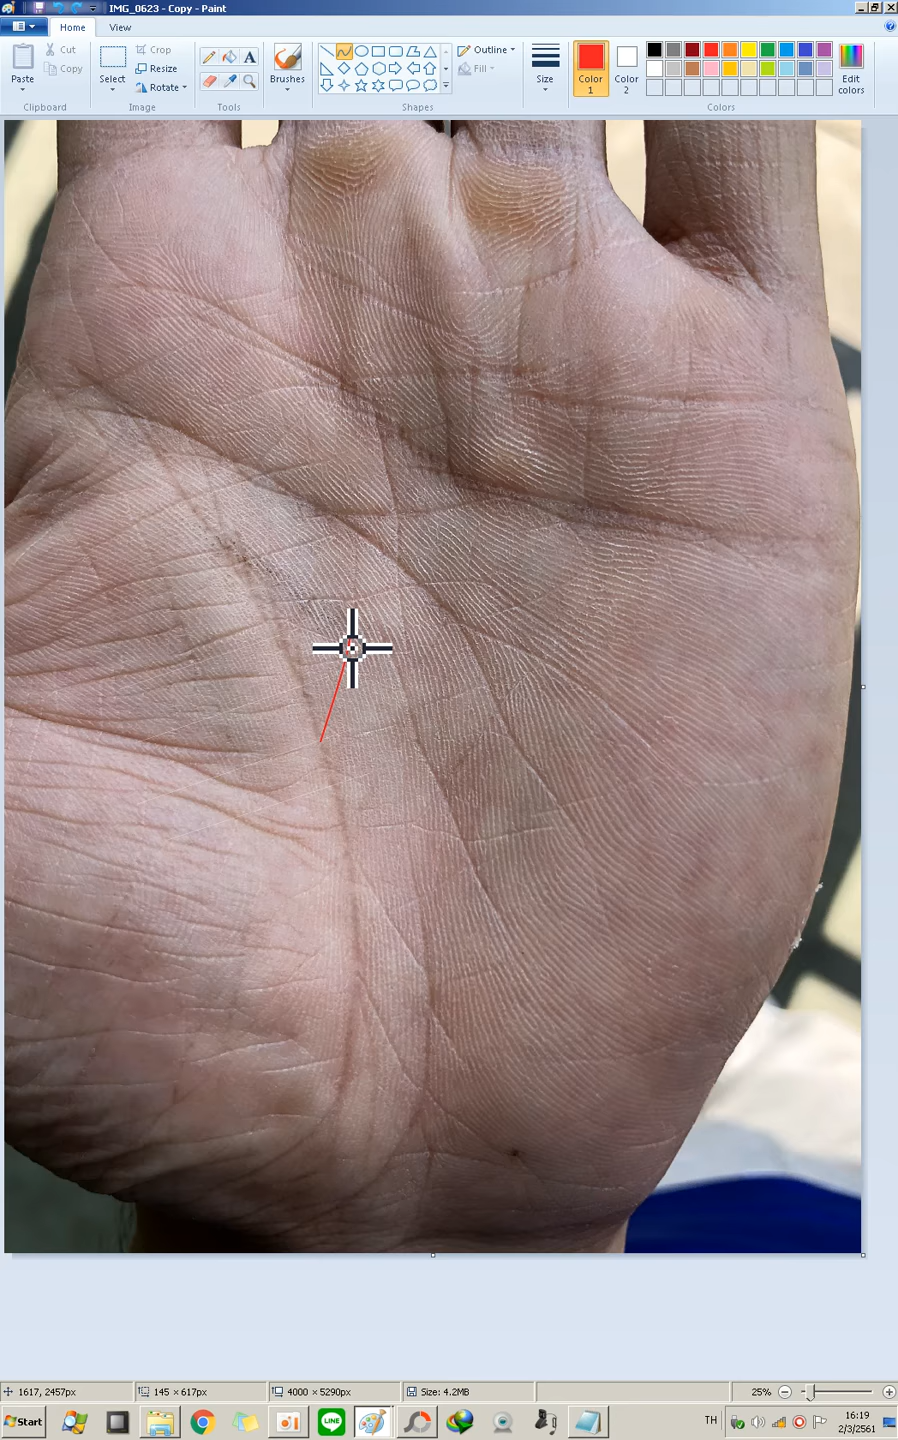 IMG_0623 - Copy - Paint
Home
View
Paste
Cut
Copy
Clipboard
Select
Crop
Resize
Rotate
Image
A
Tools
Brushes
Outline
Fill
Shapes
Size
Color
1
Color
2
Edit
colors
Colors
1617, 2457px
145 × 617px
4000 × 5290px
Size: 4.2MB
25%
Start
LINE
TH
16:19
2/3/2561